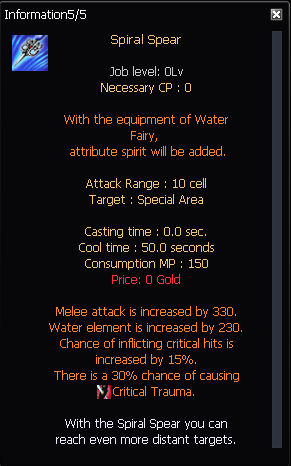 Information5/5
Spiral Spear
Job level: 0Lv
Necessary CP : 0
With the equipment of Water
Fairy,
attribute spirit will be added.
Attack Range : 10 cell
Target : Special Area
Casting time : 0.0 sec.
Cool time : 50.0 seconds
Consumption MP : 150
Price: 0 Gold
Melee attack is increased by 330.
Water element is increased by 230.
Chance of inflicting critical hits is
increased by 15%.
There is a 30% chance of causing
Critical Trauma.
With the Spiral Spear you can
reach even more distant targets.